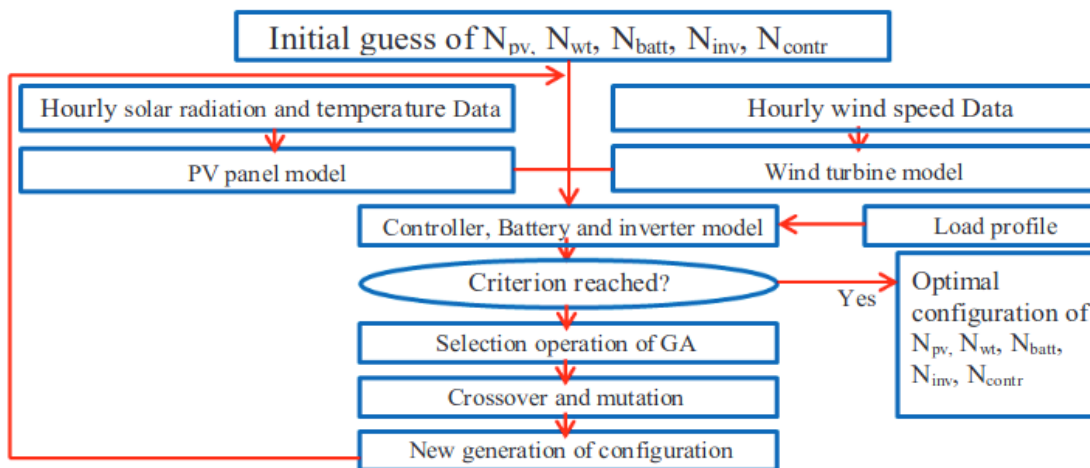 Initial guess of Npv, Nwt, Nbatt, Ninv, Ncontr
Hourly solar radiation and temperature Data
Hourly wind speed Data
PV panel model
Wind turbine model
Controller, Battery and inverter model
Load profile
Criterion reached?
Yes
Optimal
configuration of
Npv, Nwt, Nbatt,
Ninv, Ncontr
Selection operation of GA
Crossover and mutation
New generation of configuration